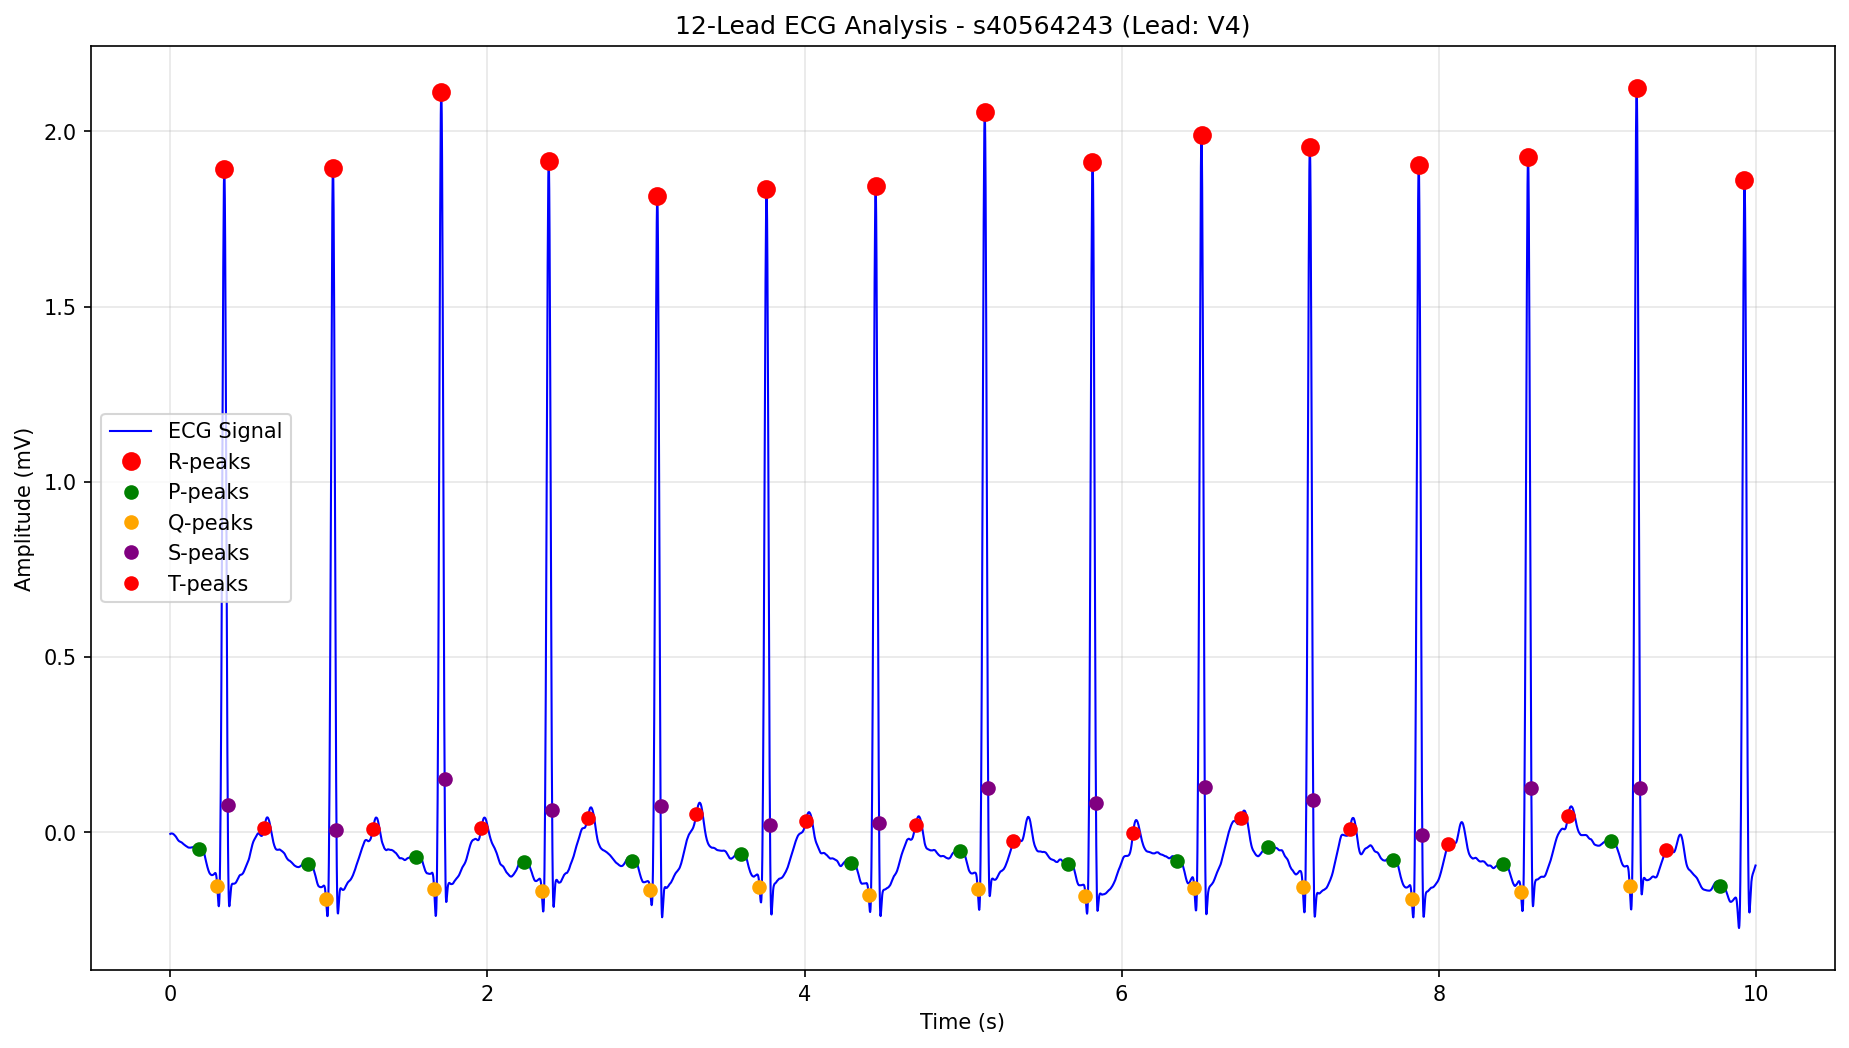 12-Lead ECG Analysis - s40564243 (Lead: V4)
Amplitude (mV)
2.0
1.5
1.0
0.5
0.0
ECG Signal
R-peaks
P-peaks
Q-peaks
S-peaks
T-peaks
0 2 4 6 8 10
Time (s)